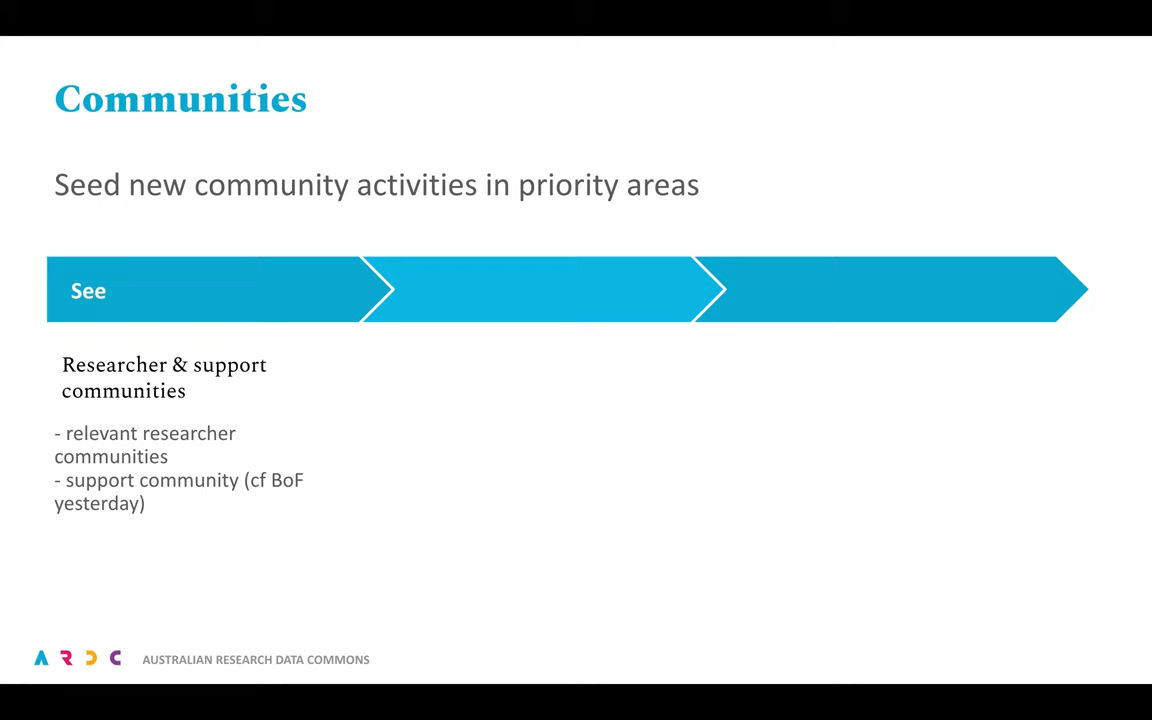 Communities
Seed new community activities in priority areas
See
Researcher & support
communities
- relevant researcher
communities
- support community (cf BoF
yesterday)
ARDC AUSTRALIAN RESEARCH DATA COMMONS